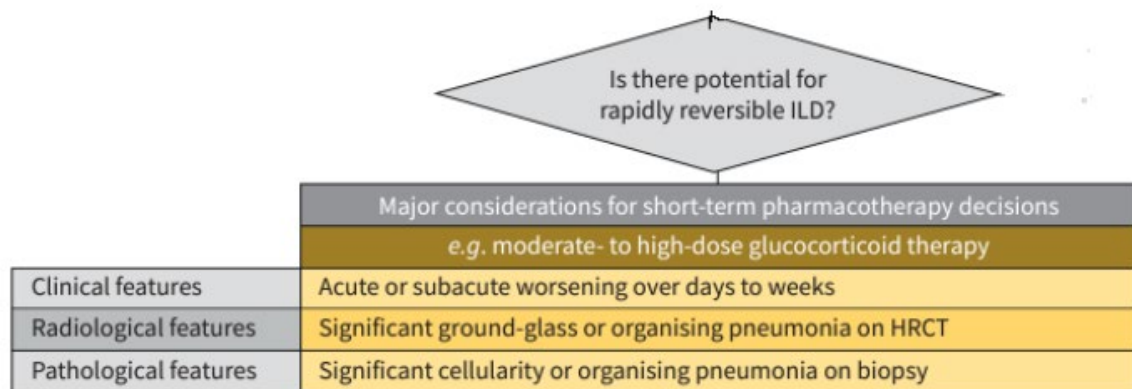 Is there potential for
rapidly reversible ILD?
Major considerations for short-term pharmacotherapy decisions
e.g. moderate- to high-dose glucocorticoid therapy
Clinical features Acute or subacute worsening over days to weeks
Radiological features Significant ground-glass or organising pneumonia on HRCT
Pathological features Significant cellularity or organising pneumonia on biopsy